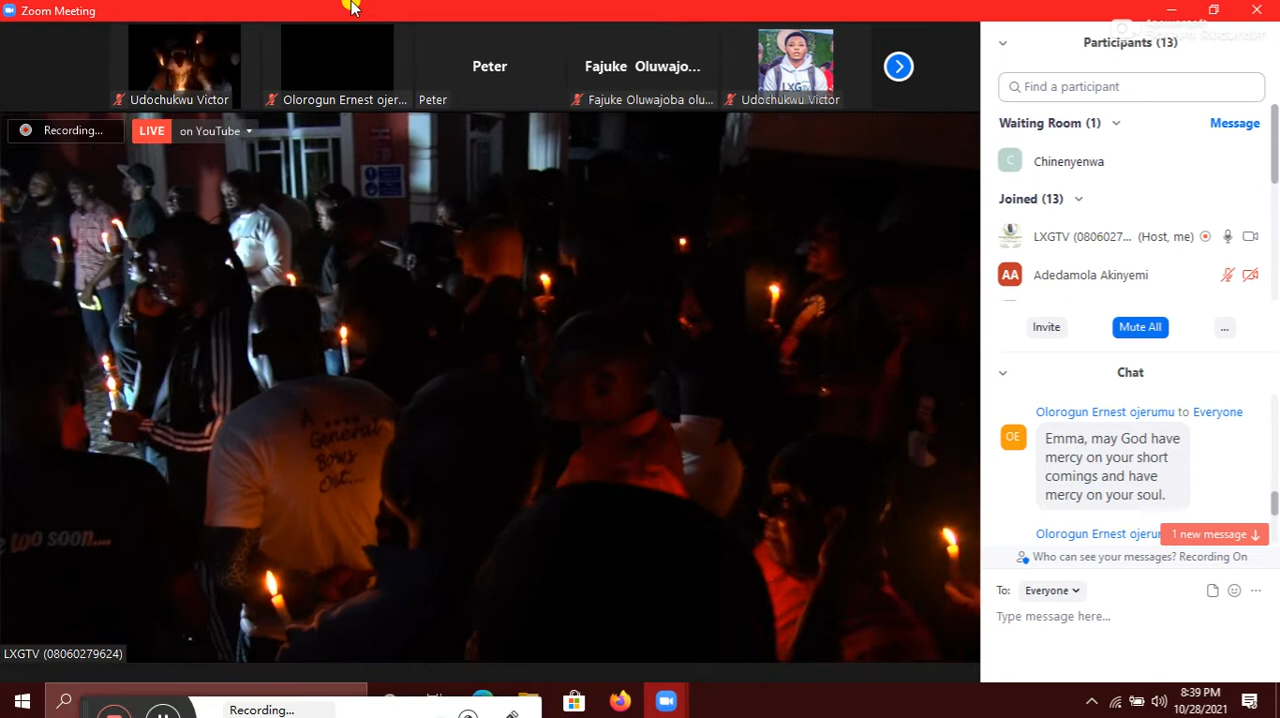 Zoom Meeting
Udochukwu Victor
Olorogun Ernest ojer...
Peter
Peter
Fajuke Oluwajo...
Fajuke Oluwajoba olu...
Udochukwu Victor
Recording...
LIVE on YouTube
A ....
General
Bows
Out....
too soon....
LXGTV (08060279624)
Participants (13)
Find a participant
Waiting Room (1)
Message
C Chinenyenwa
Joined (13)
LXGTV (0806027... (Host, me)
AA Adedamola Akinyemi
Invite
Mute All
...
Chat
Olorogun Ernest ojerumu to Everyone
OE
Emma, may God have
mercy on your short
comings and have
mercy on your soul.
Olorogun Ernest ojeru
1 new message
Who can see your messages? Recording On
To: Everyone
Type message here...
Recording...
8:39 PM
10/28/2021